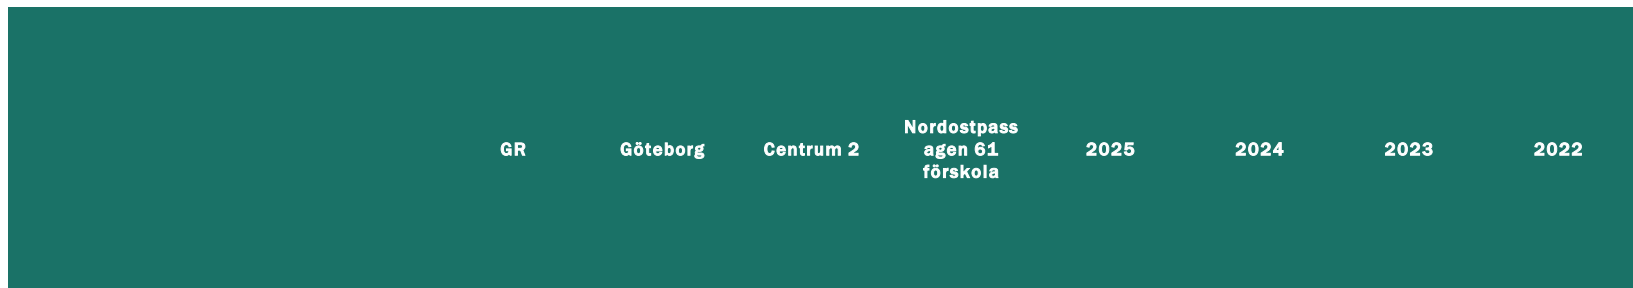 GR
Göteborg
Centrum 2
Nordostpass
agen 61
förskola
2025
2024
2023
2022